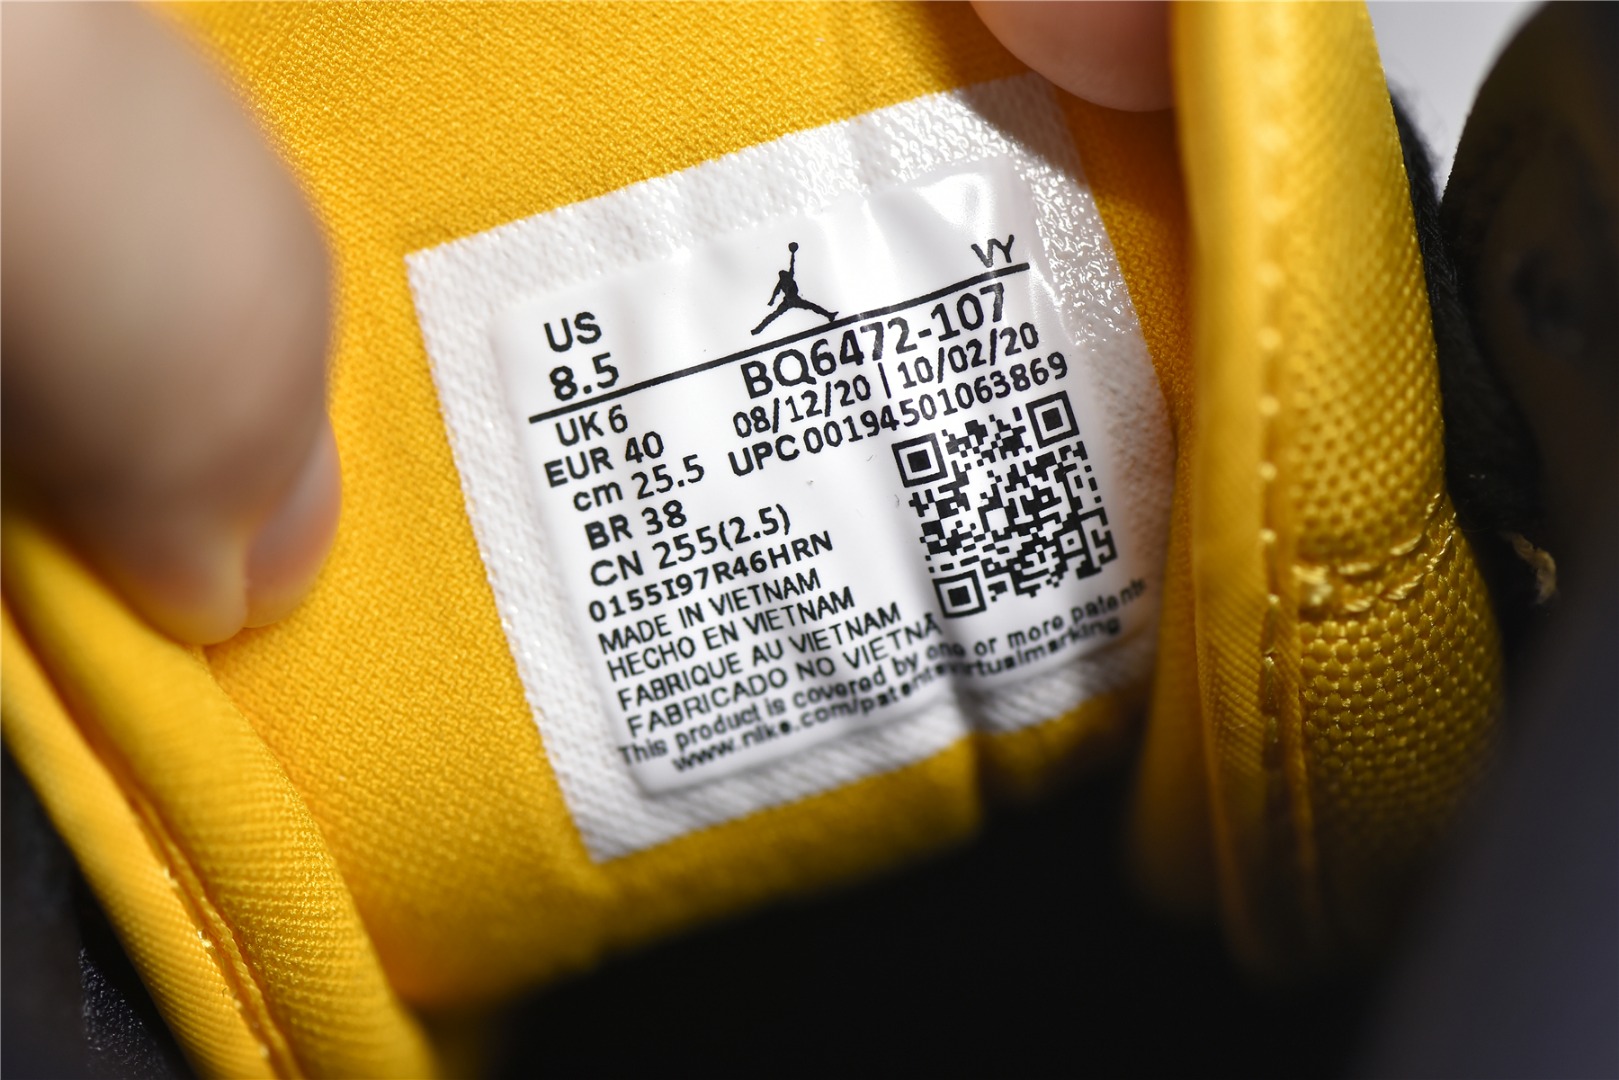 US
8.5
VY
BQ6472-107
UK 6
08/12/20 | 10/02/20
EUR 40
UPC 00194501063869
cm 25.5
BR 38
CN 255(2.5)
0155I97R46HRN
MADE IN VIETNAM
HECHO EN VIETNAM
FABRIQUE AU VIETNAM
FABRICADO NO VIETNÃ
This product is covered by one or more patents
www.nike.com/patentsvirtualmarking